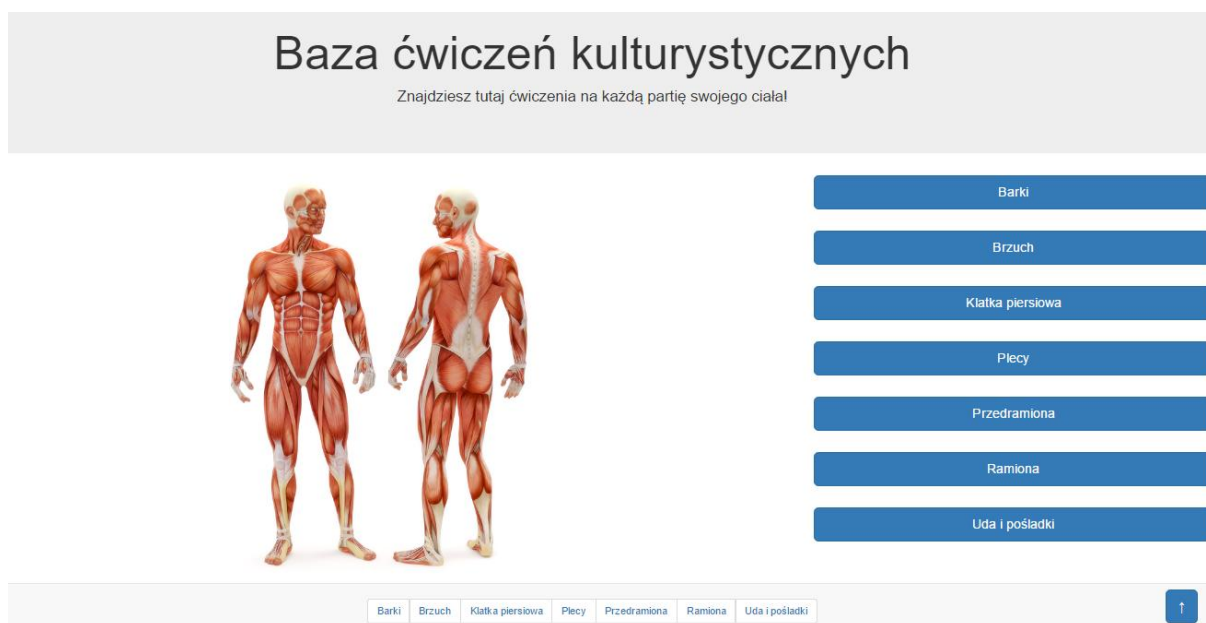 Baza ćwiczeń kulturystycznych
Znajdziesz tutaj ćwiczenia na każdą partię swojego ciała!
Barki
Brzuch
Klatka piersiowa
Plecy
Przedramiona
Ramiona
Uda i pośladki
Barki Brzuch Klatka piersiowa Plecy Przedramiona Ramiona Uda i pośladki
↑